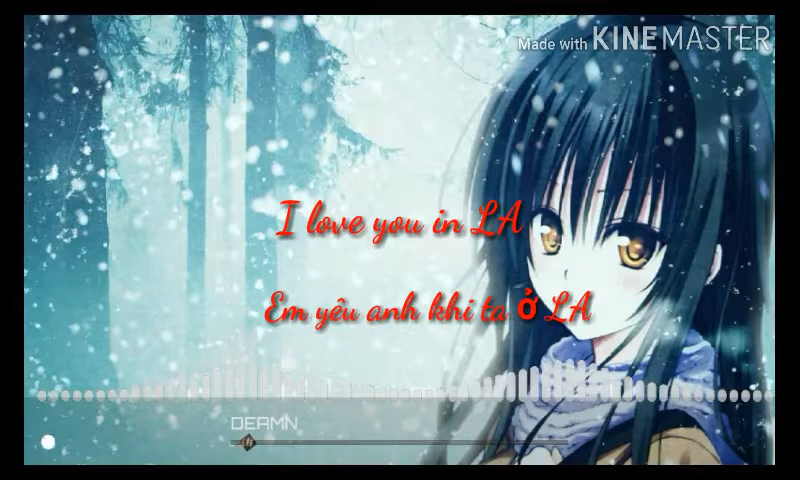 Made with KINEMASTER
I love you in LA
Em yêu anh khi ta ở LA
DEAMN